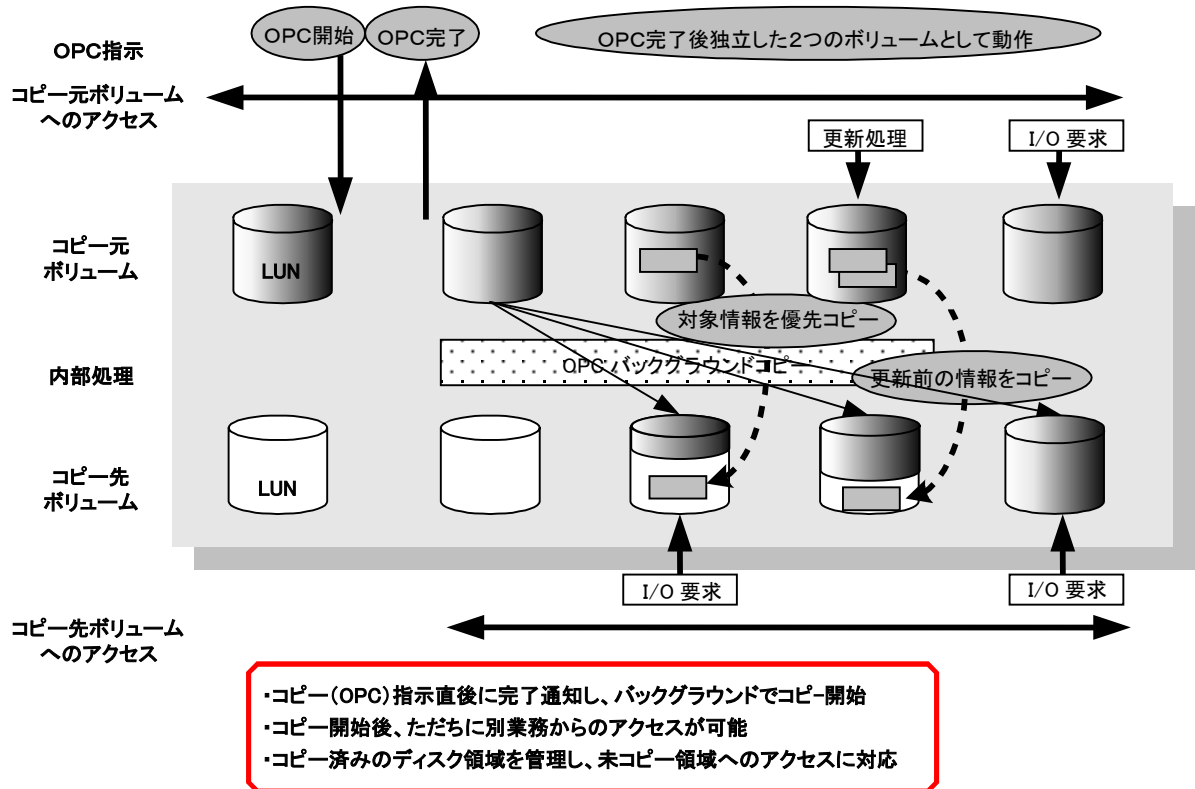 OPC指示
OPC開始
OPC完了
OPC完了後独立した2つのボリュームとして動作
コピー元ボリューム
へのアクセス
更新処理
I/O 要求
コピー元
ボリューム
LUN
対象情報を優先コピー
内部処理
OPC バックグラウンドコピー
更新前の情報をコピー
コピー先
ボリューム
LUN
I/O 要求
I/O 要求
コピー先ボリューム
へのアクセス
・コピー(OPC)指示直後に完了通知し、バックグラウンドでコピー開始
・コピー開始後、ただちに別業務からのアクセスが可能
・コピー済みのディスク領域を管理し、未コピー領域へのアクセスに対応